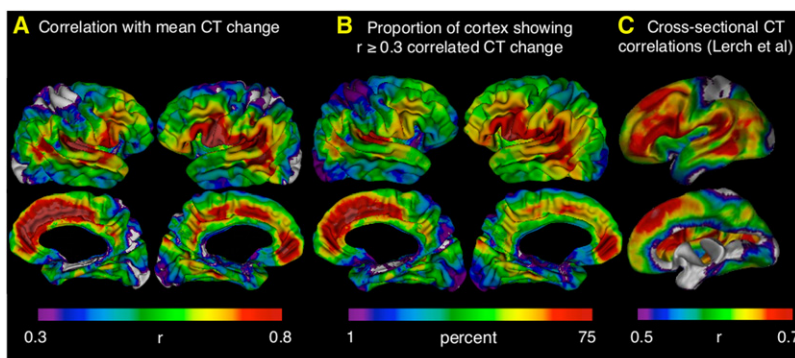 A Correlation with mean CT change
B Proportion of cortex showing
r ≥ 0.3 correlated CT change
C Cross-sectional CT
correlations (Lerch et al)
0.3 r 0.8
1 percent 75
0.5 r 0.7